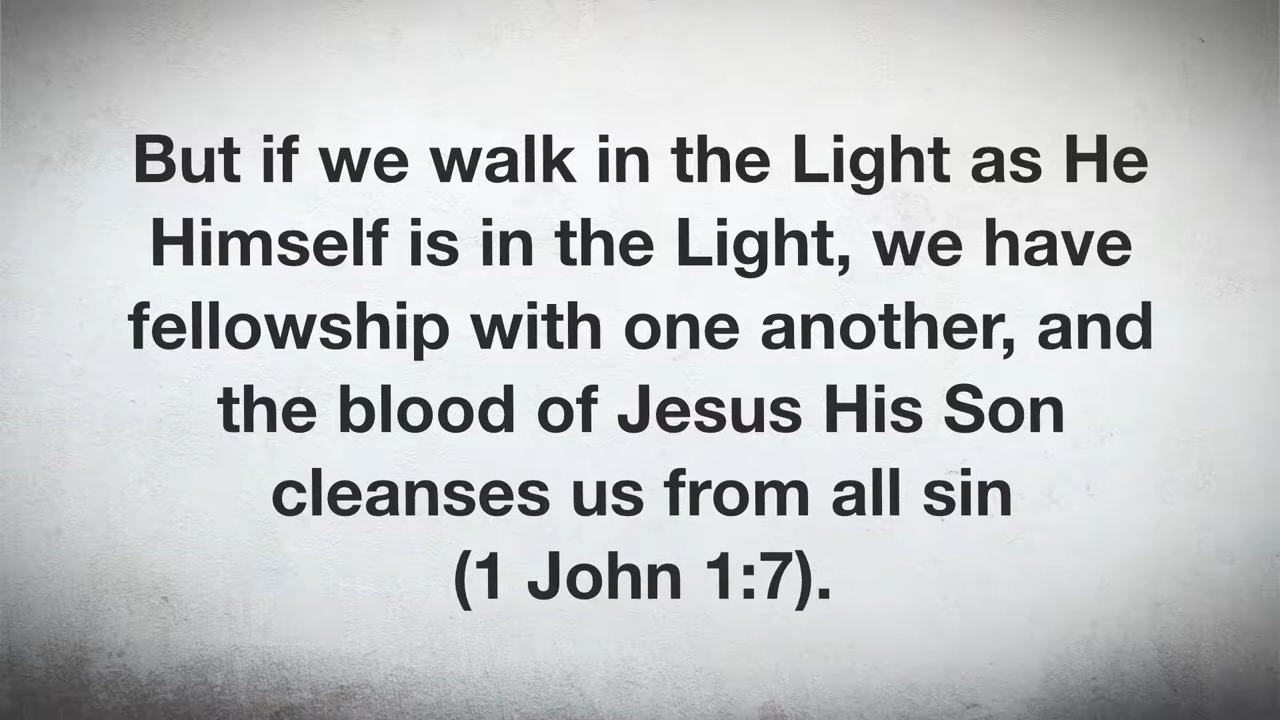 But if we walk in the Light as He
Himself is in the Light, we have
fellowship with one another, and
the blood of Jesus His Son
cleanses us from all sin
(1 John 1:7).